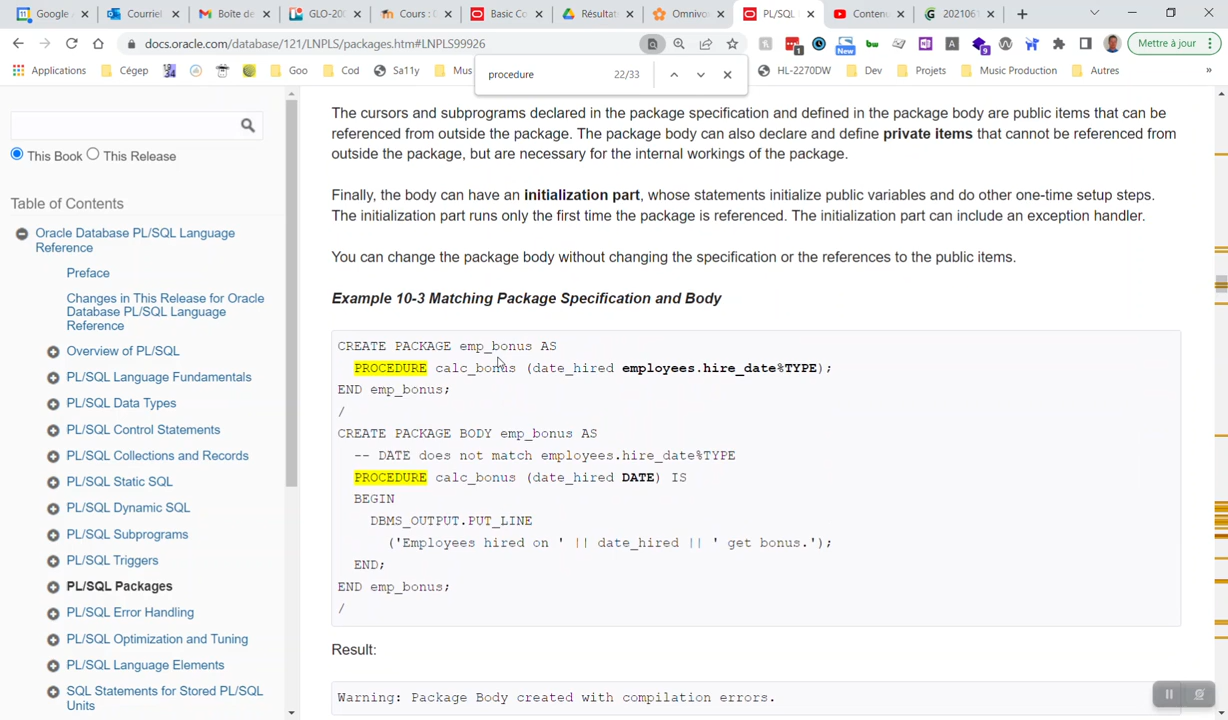 Google
Courriel
Boîte de
GLO-200
Cours :
Basic Co
Résultats
Omnivo
PL/SQL
Contenu
2021061
docs.oracle.com/database/121/LNPLS/packages.htm#LNPLS99926
New
9
Mettre à jour
Applications
Cégep
Goo
Cod
Sa11y
Mus
procedure
22/33
HL-2270DW
Dev
Projets
Music Production
Autres
»
This Book
This Release
Table of Contents
Oracle Database PL/SQL Language
Reference
Preface
Changes in This Release for Oracle
Database PL/SQL Language
Reference
Overview of PL/SQL
PL/SQL Language Fundamentals
PL/SQL Data Types
PL/SQL Control Statements
PL/SQL Collections and Records
PL/SQL Static SQL
PL/SQL Dynamic SQL
PL/SQL Subprograms
PL/SQL Triggers
PL/SQL Packages
PL/SQL Error Handling
PL/SQL Optimization and Tuning
PL/SQL Language Elements
SQL Statements for Stored PL/SQL
Units
The cursors and subprograms declared in the package specification and defined in the package body are public items that can be
referenced from outside the package. The package body can also declare and define private items that cannot be referenced from
outside the package, but are necessary for the internal workings of the package.
Finally, the body can have an initialization part, whose statements initialize public variables and do other one-time setup steps.
The initialization part runs only the first time the package is referenced. The initialization part can include an exception handler.
You can change the package body without changing the specification or the references to the public items.
Example 10-3 Matching Package Specification and Body
CREATE PACKAGE emp_bonus AS
PROCEDURE calc_bonus (date_hired employees.hire_date%TYPE);
END emp_bonus;
/
CREATE PACKAGE BODY emp_bonus AS
-- DATE does not match employees.hire_date%TYPE
PROCEDURE calc_bonus (date_hired DATE) IS
BEGIN
DBMS_OUTPUT.PUT_LINE
('Employees hired on ' || date_hired || ' get bonus.');
END;
END emp_bonus;
/
Result:
Warning: Package Body created with compilation errors.